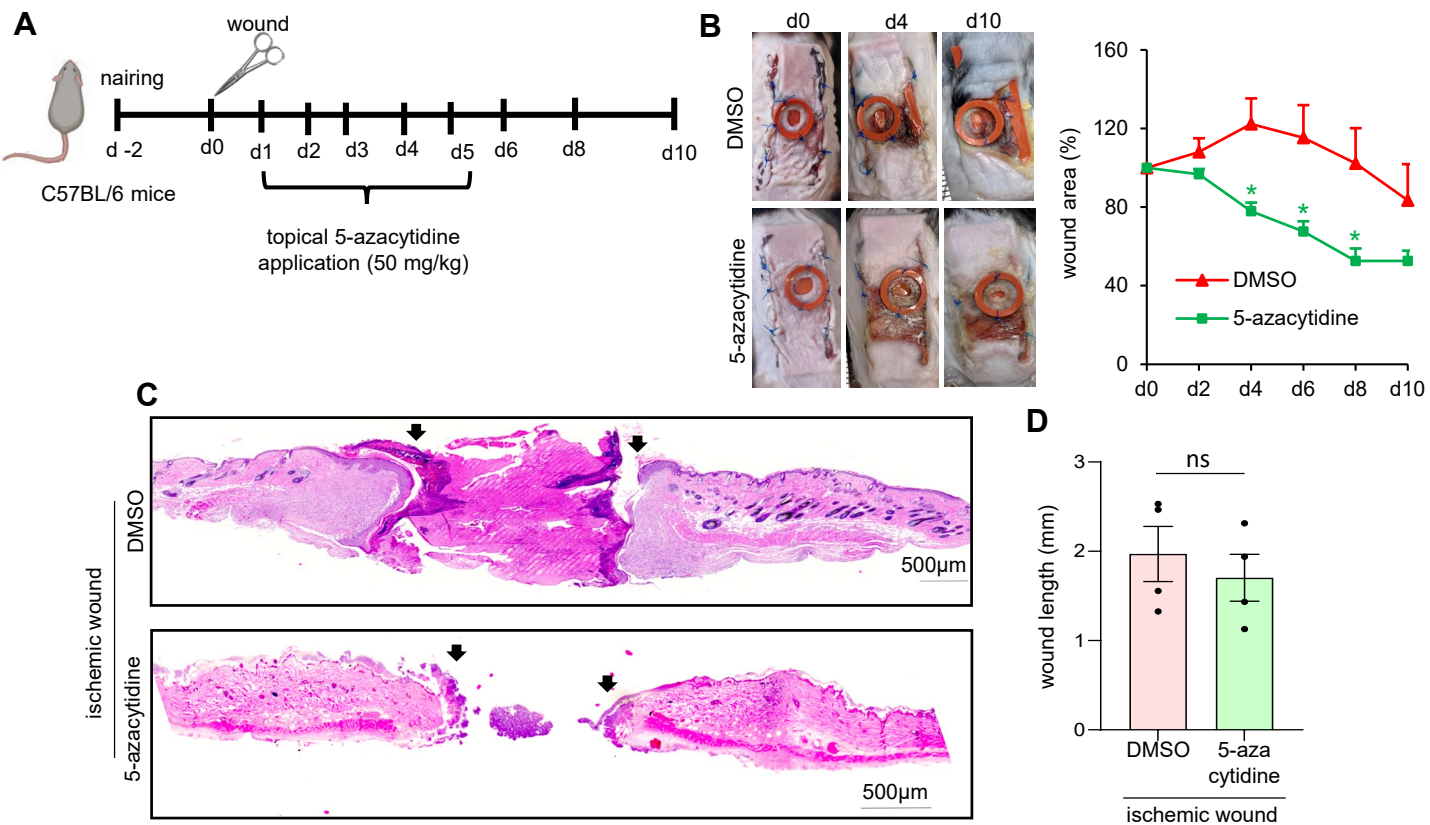 A
wound
nairing
d -2
d0
d1
d2
d3
d4
d5
d6
d8
d10
C57BL/6 mice
topical 5-azacytidine
application (50 mg/kg)
B
d0
d4
d10
DMSO
5-azacytidine
wound area (%)
160
120
80
40
0
*
*
*
DMSO
5-azacytidine
d0
d2
d4
d6
d8
d10
C
ischemic wound
DMSO
500µm
5-azacytidine
500µm
D
wound length (mm)
3
2
1
0
ns
DMSO
5-aza
cytidine
ischemic wound